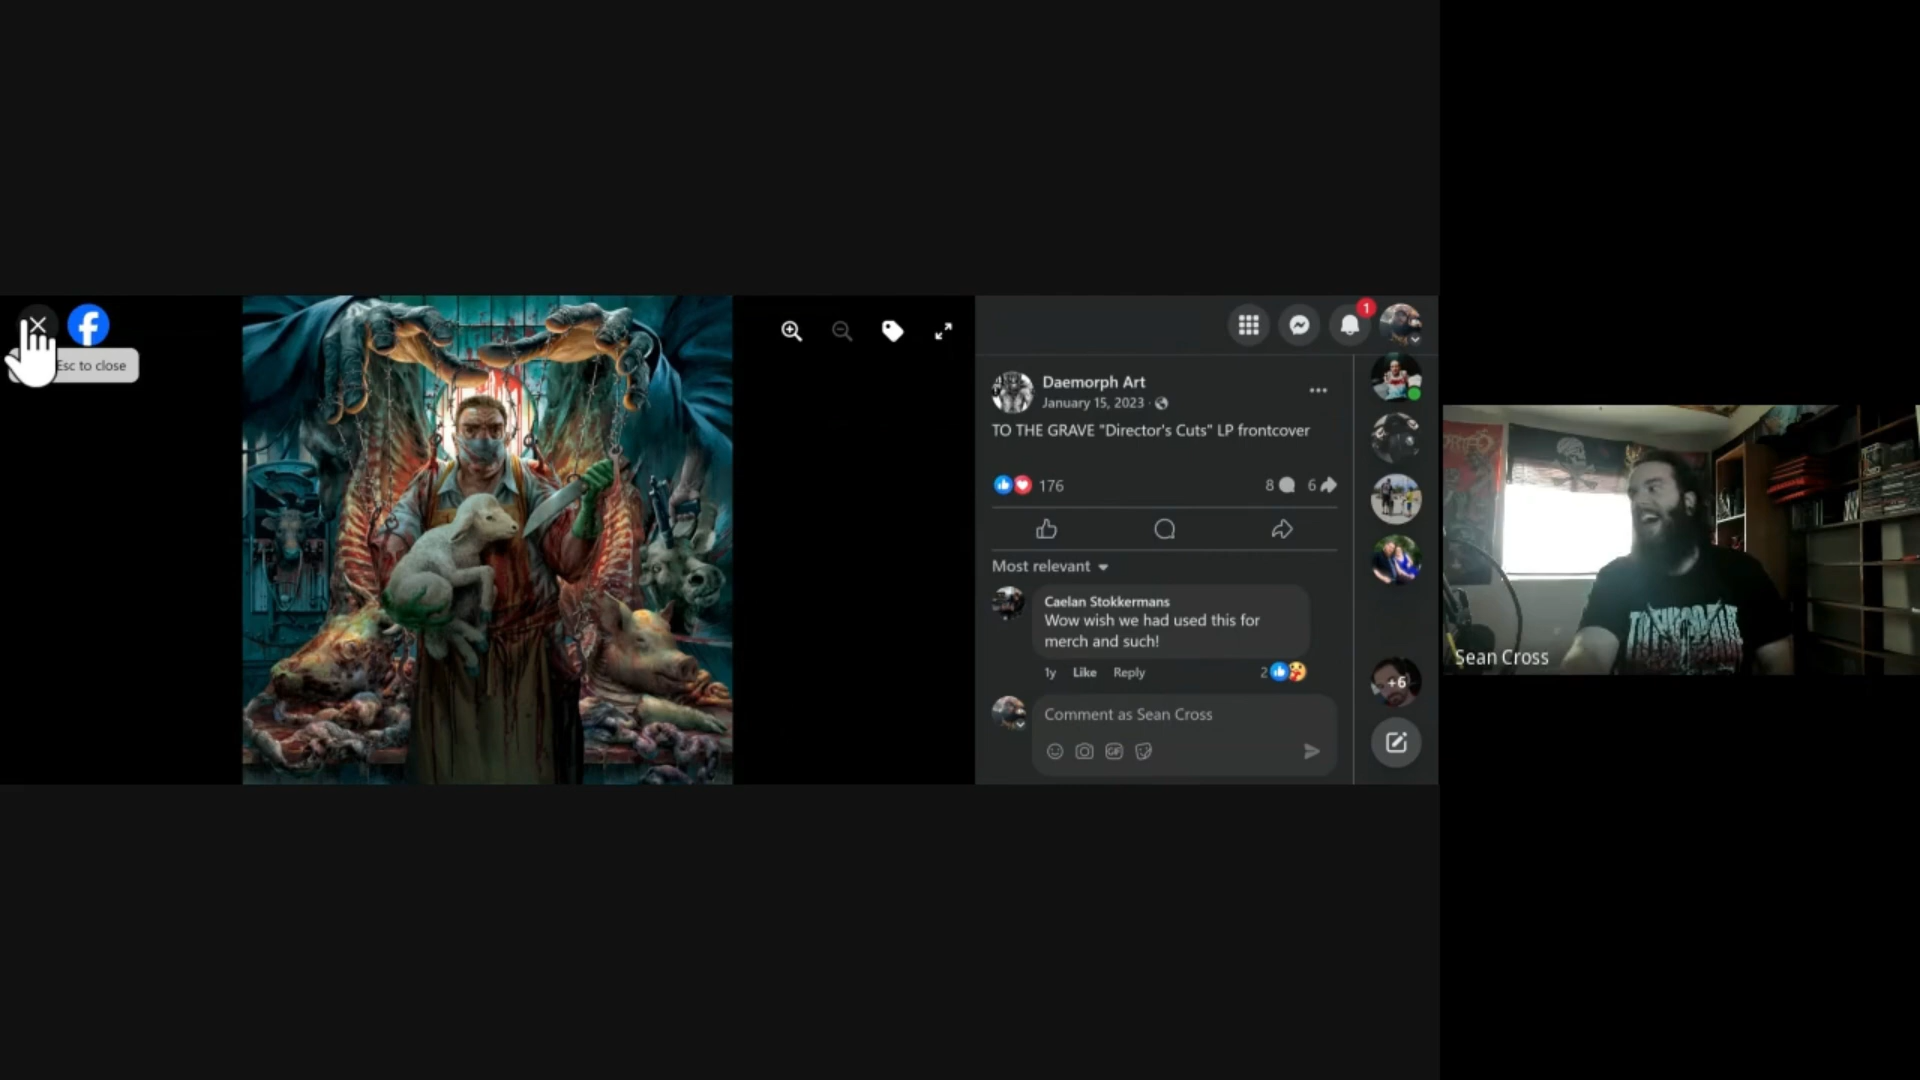 Esc to close
1
Daemorph Art
January 15, 2023
TO THE GRAVE "Director's Cuts" LP frontcover
176
8
6
Most relevant
Caelan Stokkermans
Wow wish we had used this for
merch and such!
1y Like Reply
2
+6
Comment as Sean Cross
GIF
Sean Cross